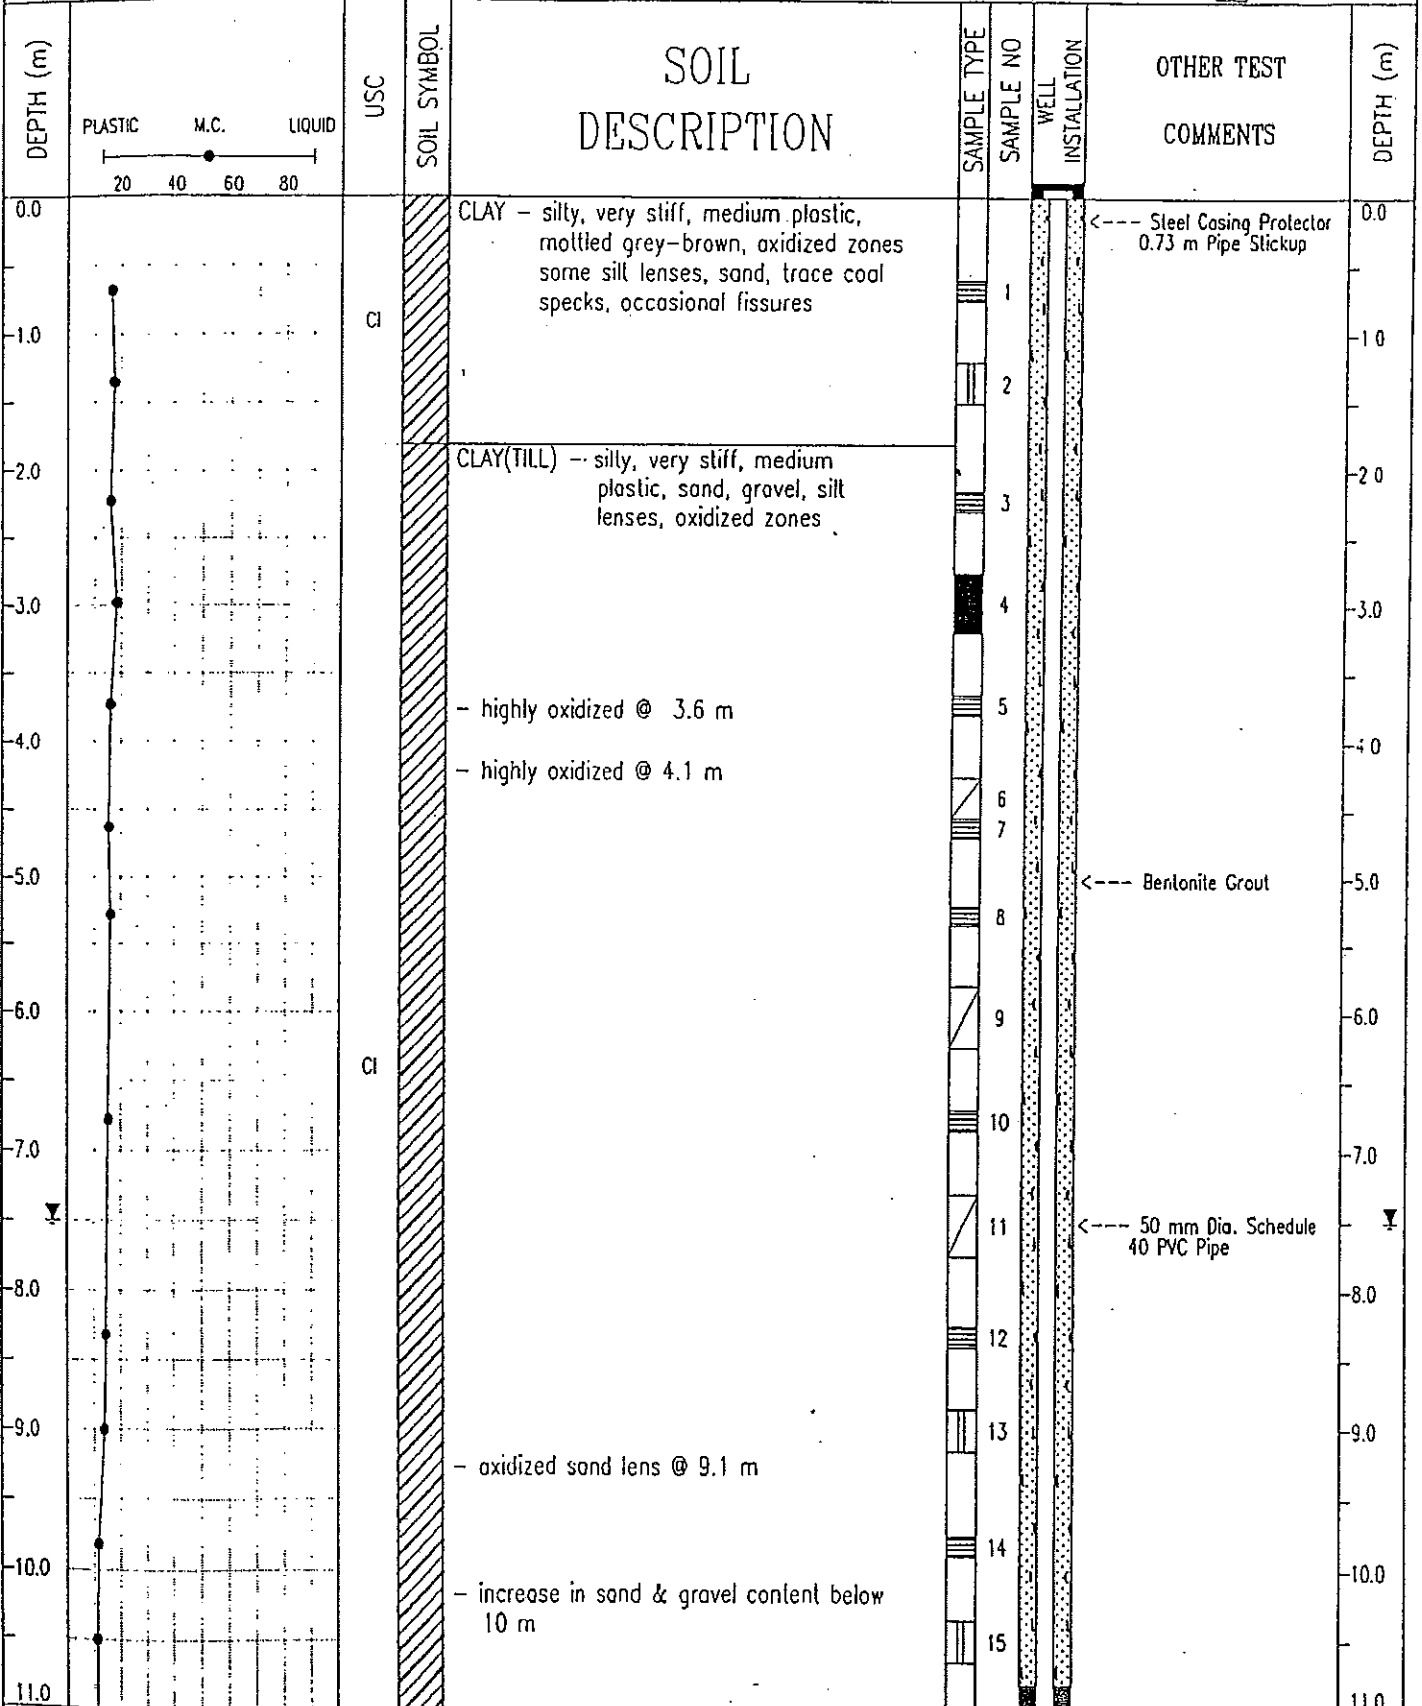 DEPTH (m)
PLASTIC M.C. LIQUID
20 40 60 80
USC
SOIL SYMBOL
SOIL
DESCRIPTION
SAMPLE TYPE
SAMPLE NO
WELL
INSTALLATION
OTHER TEST
COMMENTS
DEPTH (m)
0.0
CLAY – silty, very stiff, medium plastic,
mottled grey-brown, oxidized zones
some silt lenses, sand, trace coal
specks, occasional fissures
<--- Steel Casing Protector
0.73 m Pipe Stickup
0.0
1
CI
-1.0
-1.0
2
CLAY(TILL) – silty, very stiff, medium
plastic, sand, gravel, silt
lenses, oxidized zones
-2.0
-2.0
3
-3.0
4
-3.0
– highly oxidized @ 3.6 m
5
-4.0
-4.0
– highly oxidized @ 4.1 m
6
7
-5.0
<--- Bentonite Grout
-5.0
8
-6.0
9
-6.0
CI
10
-7.0
-7.0
11
<--- 50 mm Dia. Schedule
40 PVC Pipe
-8.0
-8.0
12
-9.0
13
-9.0
– oxidized sand lens @ 9.1 m
14
-10.0
-10.0
– increase in sand & gravel content below
10 m
15
11.0
11.0